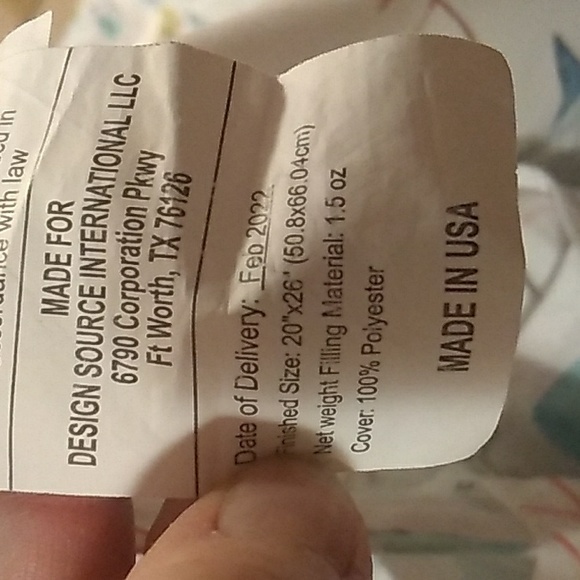 with law
MADE FOR
DESIGN SOURCE INTERNATIONAL LLC
6790 Corporation Pkwy
Ft Worth, TX 76126
Date of Delivery: Feb 2022
Finished Size: 20"x26" (50.8x66.04cm)
Net weight Filling Material: 1.5 oz
Cover: 100% Polyester
MADE IN USA